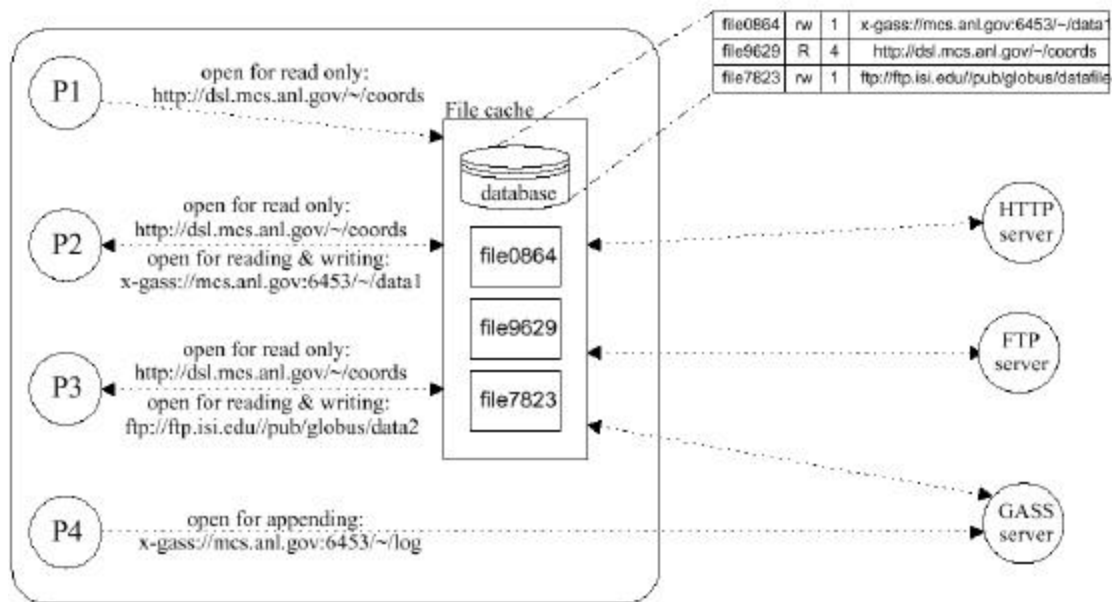 file0864 rw 1 x-gass://mcs.anl.gov:6453/~/data1
file9629 R 4 http://dsl.mcs.anl.gov/~/coords
file7823 rw 1 ftp://ftp.isi.edu//pub/globus/datafile
P1
open for read only:
http://dsl.mcs.anl.gov/~/coords
File cache
database
P2
open for read only:
http://dsl.mcs.anl.gov/~/coords
open for reading & writing:
x-gass://mcs.anl.gov:6453/~/data1
file0864
HTTP
server
file9629
P3
open for read only:
http://dsl.mcs.anl.gov/~/coords
open for reading & writing:
ftp://ftp.isi.edu//pub/globus/data2
file7823
FTP
server
P4
open for appending:
x-gass://mcs.anl.gov:6453/~/log
GASS
server